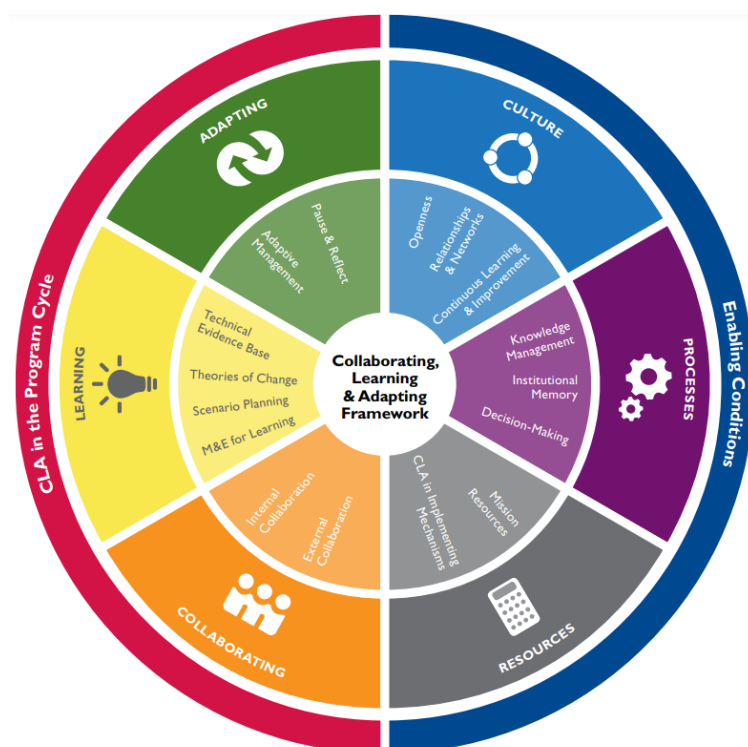 CLA in the Program Cycle
Enabling Conditions
ADAPTING
Adaptive
Management
Pause & Reflect
CULTURE
Openness
Relationships
& Networks
Continuous Learning
& Improvement
LEARNING
Technical
Evidence Base
Theories of Change
Scenario Planning
M&E for Learning
Collaborating,
Learning
& Adapting
Framework
PROCESSES
Knowledge
Management
Institutional
Memory
Decision-Making
COLLABORATING
Internal
Collaboration
External
Collaboration
RESOURCES
CLA in Implementing
Mechanisms
Mission
Resources